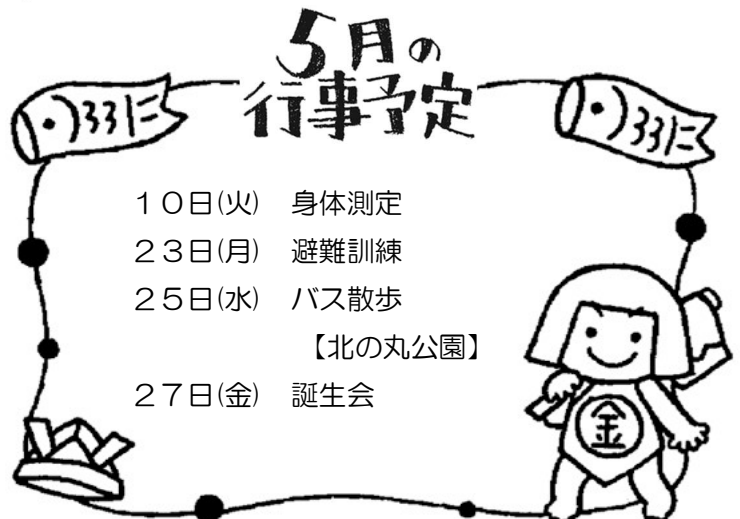 5月の
行事予定
10日(火) 身体測定
23日(月) 避難訓練
25日(水) バス散歩
【北の丸公園】
27日(金) 誕生会
金